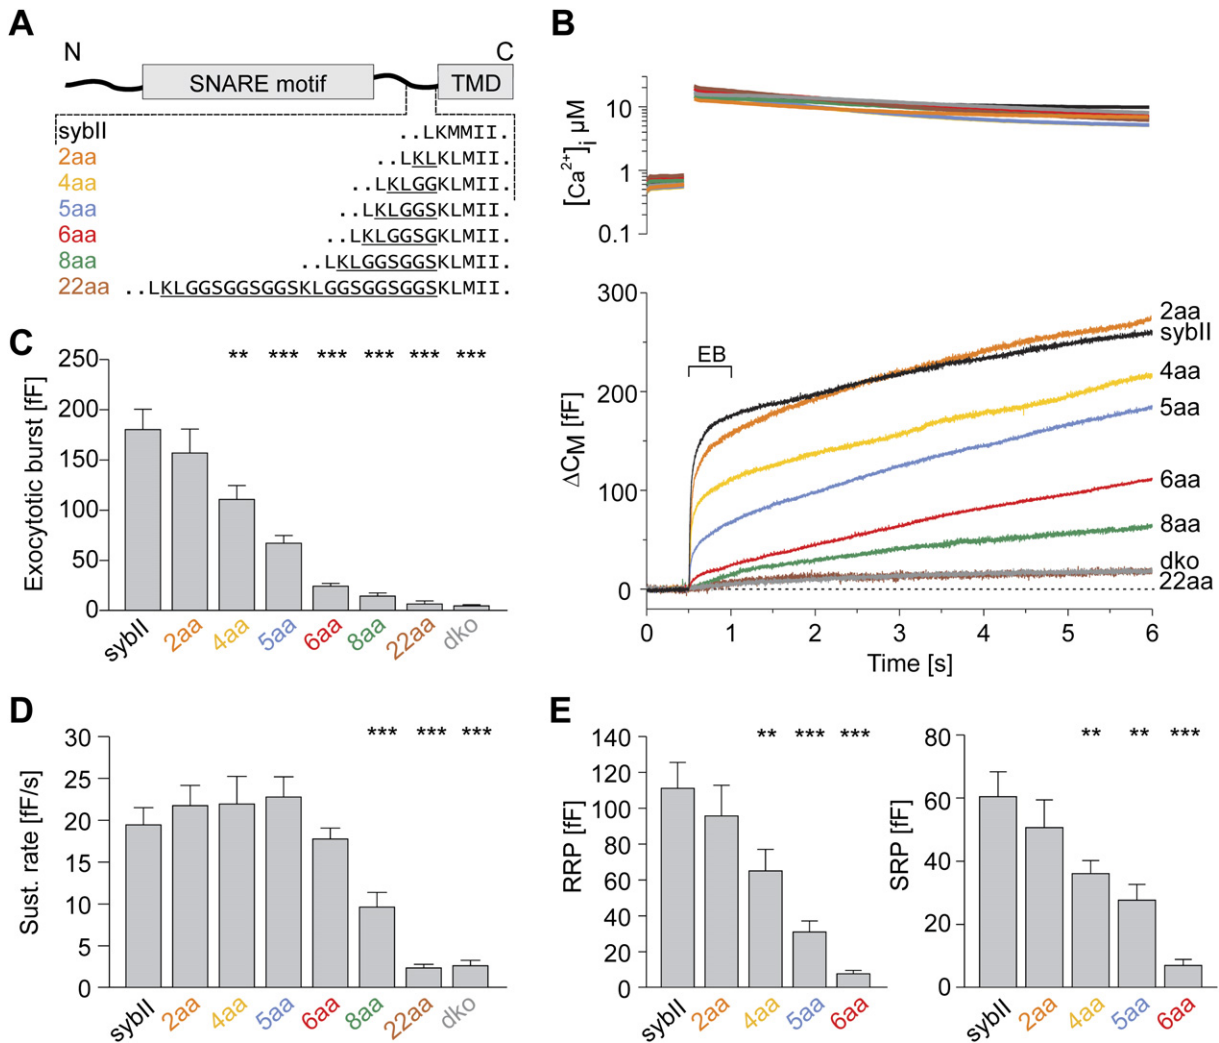 A
N
C
SNARE motif
TMD
sybII
..LKMMII.
2aa
..LKLKLMII.
4aa
..LKLGGKLMII.
5aa
..LKLGGSKLMII.
6aa
..LKLGGSGKLMII.
8aa
..LKLGGSGGSKLMII.
22aa
..LKLGGSGGSGGSKLGGSGGSGGSKLMII.
B
[Ca2+]i µM
10
1
0.1
300
200
100
0
ΔCM [fF]
EB
2aa
sybII
4aa
5aa
6aa
8aa
dko
22aa
0 1 2 3 4 5 6
Time [s]
C
** *** *** *** *** ***
Exocytotic burst [fF]
250
200
150
100
50
0
sybII 2aa 4aa 5aa 6aa 8aa 22aa dko
D
*** *** ***
Sust. rate [fF/s]
30
25
20
15
10
5
0
sybII 2aa 4aa 5aa 6aa 8aa 22aa dko
E
** *** ***
RRP [fF]
140
120
100
80
60
40
20
0
sybII 2aa 4aa 5aa 6aa
** ** ***
SRP [fF]
80
60
40
20
0
sybII 2aa 4aa 5aa 6aa